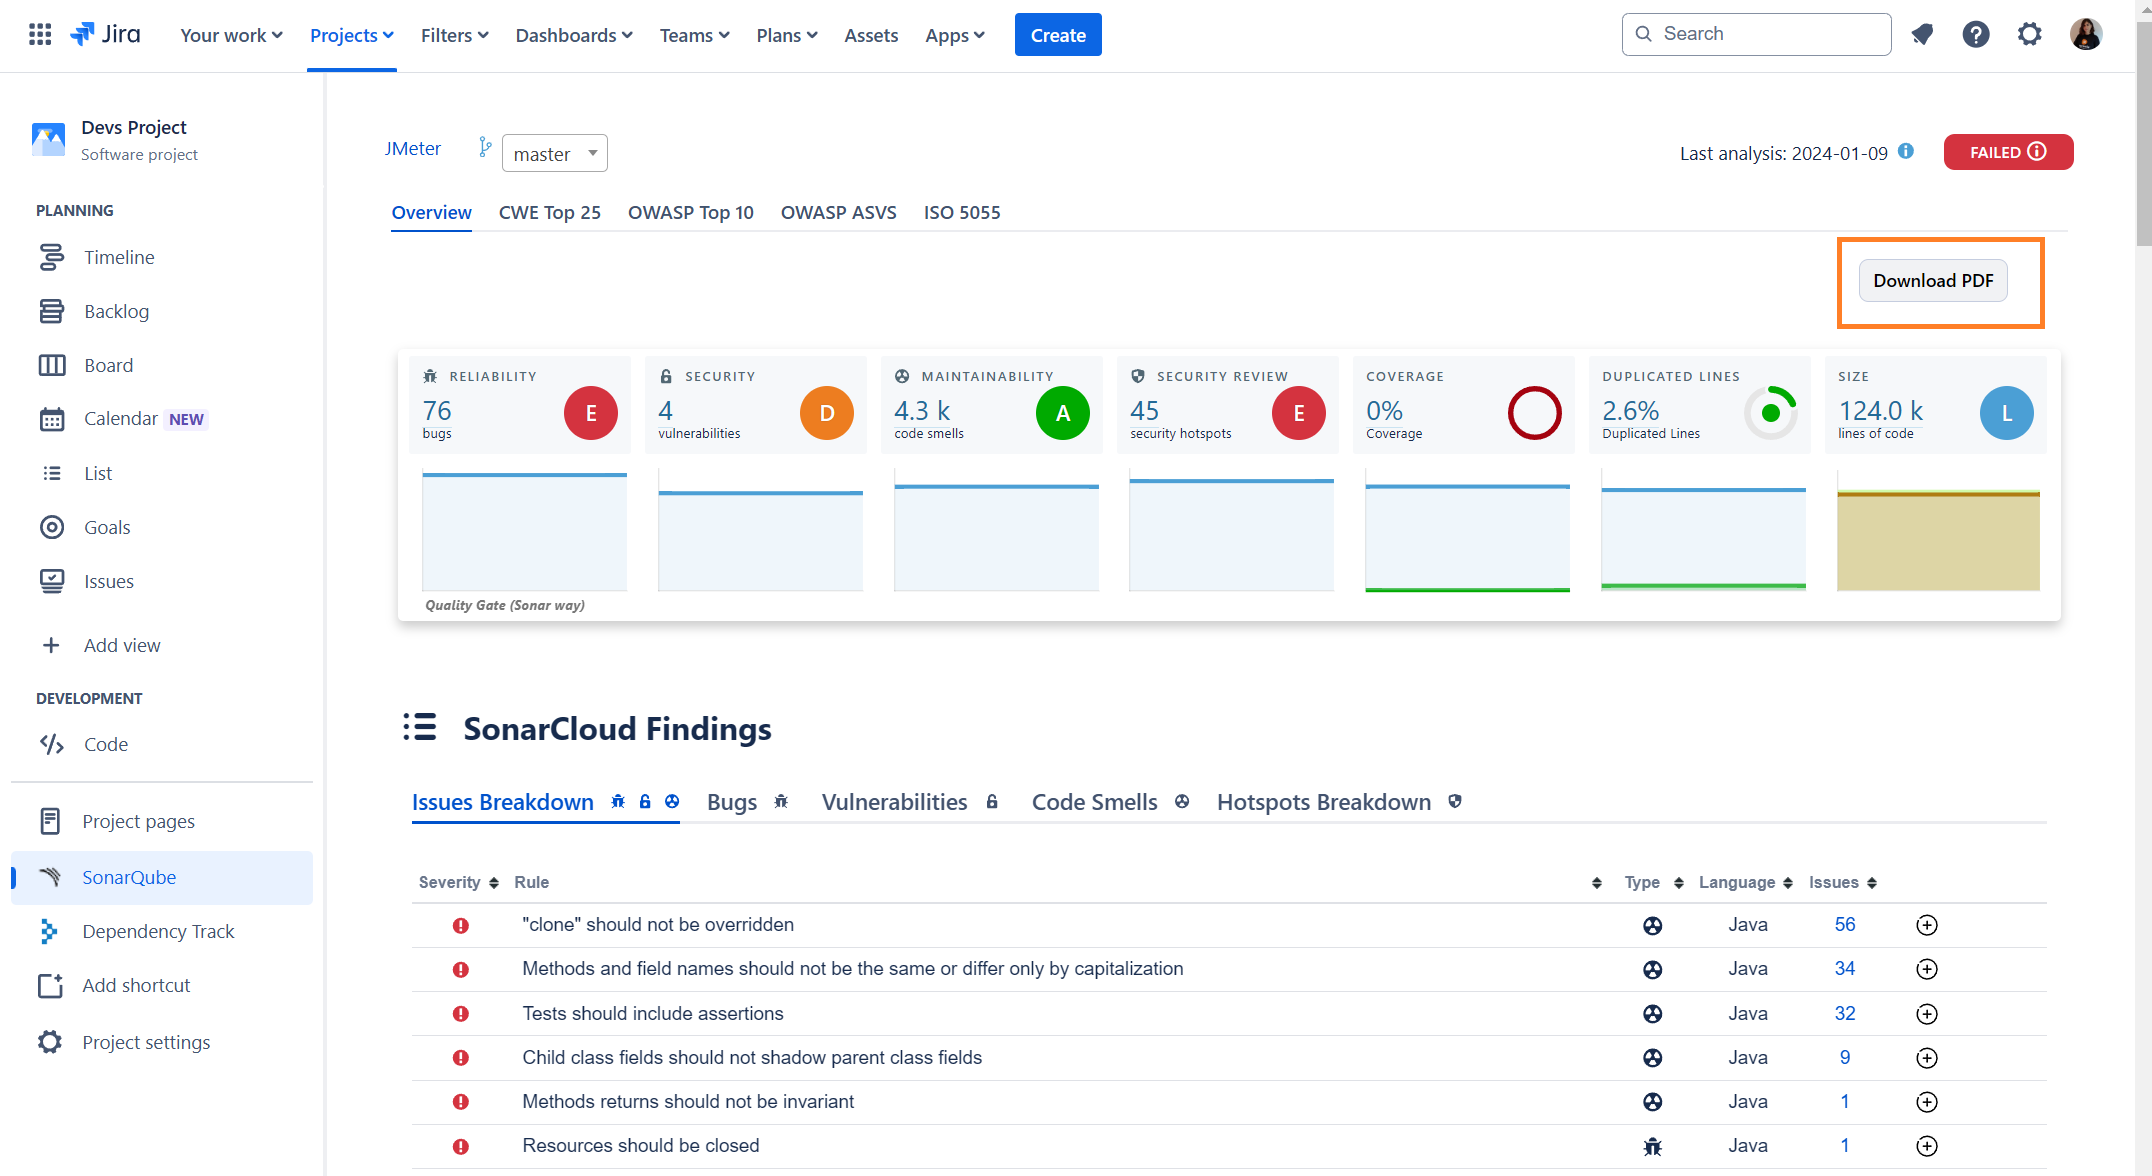 Jira Your work Projects Filters Dashboards Teams Plans Assets Apps Create Search
Devs Project
Software project
PLANNING
Timeline
Backlog
Board
Calendar NEW
List
Goals
Issues
Add view
DEVELOPMENT
Code
Project pages
SonarQube
Dependency Track
Add shortcut
Project settings
JMeter master Last analysis: 2024-01-09 FAILED
Overview CWE Top 25 OWASP Top 10 OWASP ASVS ISO 5055
Download PDF
RELIABILITY
76
bugs
E
SECURITY
4
vulnerabilities
D
MAINTAINABILITY
4.3 k
code smells
A
SECURITY REVIEW
45
security hotspots
E
COVERAGE
0%
Coverage
DUPLICATED LINES
2.6%
Duplicated Lines
SIZE
124.0 k
lines of code
L
Quality Gate (Sonar way)
SonarCloud Findings
Issues Breakdown Bugs Vulnerabilities Code Smells Hotspots Breakdown
Severity Rule Type Language Issues
"clone" should not be overridden Java 56
Methods and field names should not be the same or differ only by capitalization Java 34
Tests should include assertions Java 32
Child class fields should not shadow parent class fields Java 9
Methods returns should not be invariant Java 1
Resources should be closed Java 1